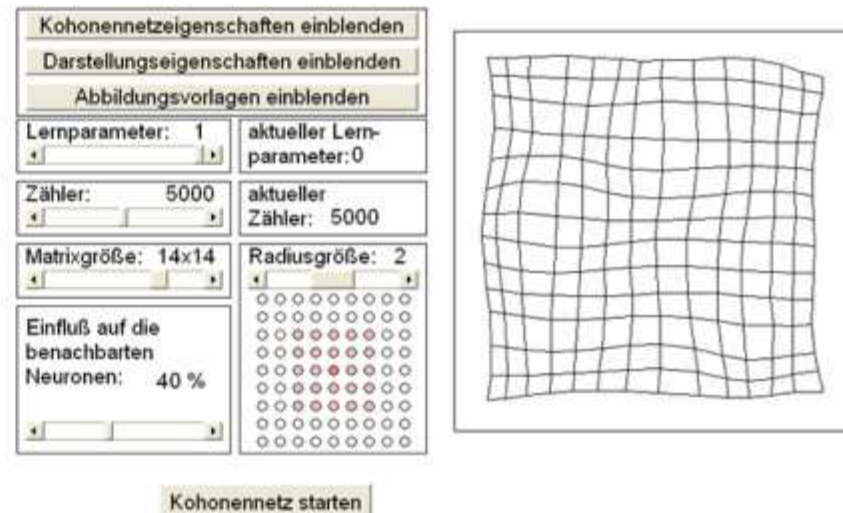 Kohonennetzeigenschaften einblenden
Darstellungseigenschaften einblenden
Abbildungsvorlagen einblenden
Lernparameter: 1
aktueller Lern-
parameter: 0
Zähler: 5000
aktueller
Zähler: 5000
Matrixgröße: 14x14
Radiusgröße: 2
Einfluß auf die
benachbarten
Neuronen: 40 %
Kohonennetz starten